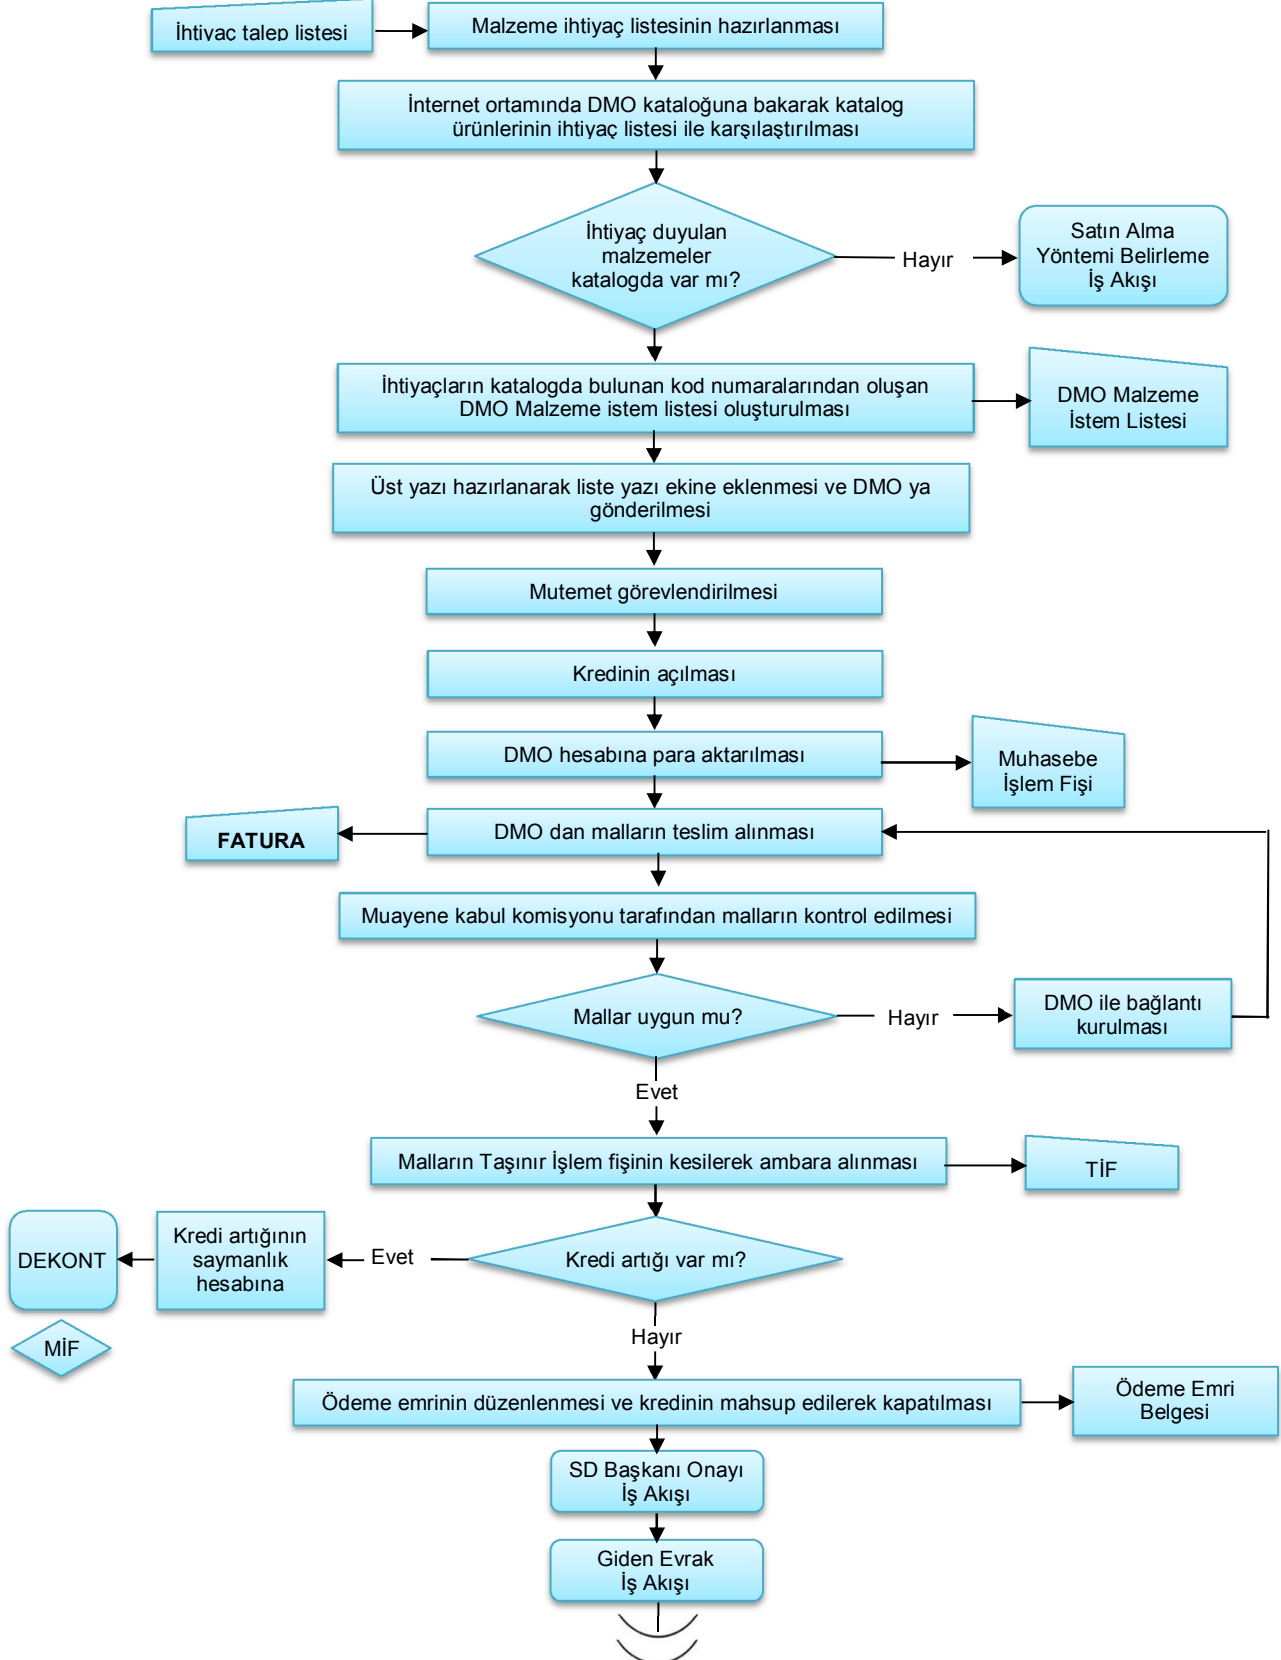 İhtiyaç talep listesi
Malzeme ihtiyaç listesinin hazırlanması
İnternet ortamında DMO kataloğuna bakarak katalog
ürünlerinin ihtiyaç listesi ile karşılaştırılması
İhtiyaç duyulan
malzemeler
katalogda var mı?
Hayır
Satın Alma
Yöntemi Belirleme
İş Akışı
İhtiyaçların katalogda bulunan kod numaralarından oluşan
DMO Malzeme istem listesi oluşturulması
DMO Malzeme
İstem Listesi
Üst yazı hazırlanarak liste yazı ekine eklenmesi ve DMO ya
gönderilmesi
Mutemet görevlendirilmesi
Kredinin açılması
DMO hesabına para aktarılması
Muhasebe
İşlem Fişi
FATURA
DMO dan malların teslim alınması
Muayene kabul komisyonu tarafından malların kontrol edilmesi
Mallar uygun mu?
Hayır
DMO ile bağlantı
kurulması
Evet
Malların Taşınır İşlem fişinin kesilerek ambara alınması
TİF
DEKONT
Kredi artığının
saymanlık
hesabına
Evet
Kredi artığı var mı?
MİF
Hayır
Ödeme emrinin düzenlenmesi ve kredinin mahsup edilerek kapatılması
Ödeme Emri
Belgesi
SD Başkanı Onayı
İş Akışı
Giden Evrak
İş Akışı